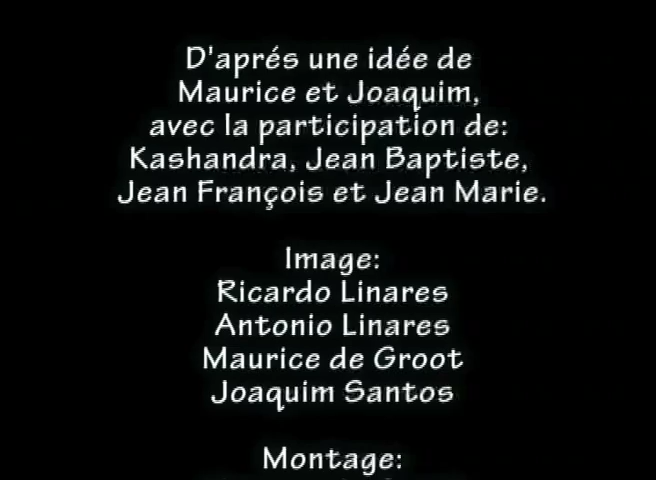 D'aprés une idée de
Maurice et Joaquim,
avec la participation de:
Kashandra, Jean Baptiste,
Jean François et Jean Marie.
Image:
Ricardo Linares
Antonio Linares
Maurice de Groot
Joaquim Santos
Montage: